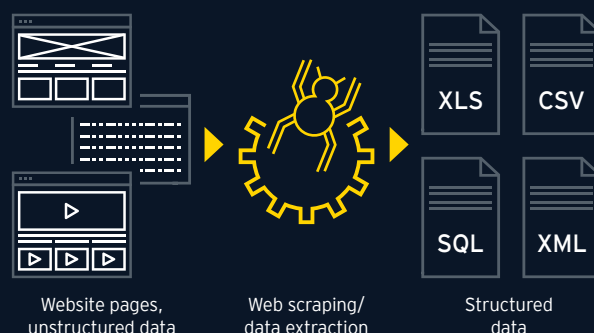 XLS
CSV
SQL
XML
Website pages,
unstructured data
Web scraping/
data extraction
Structured
data